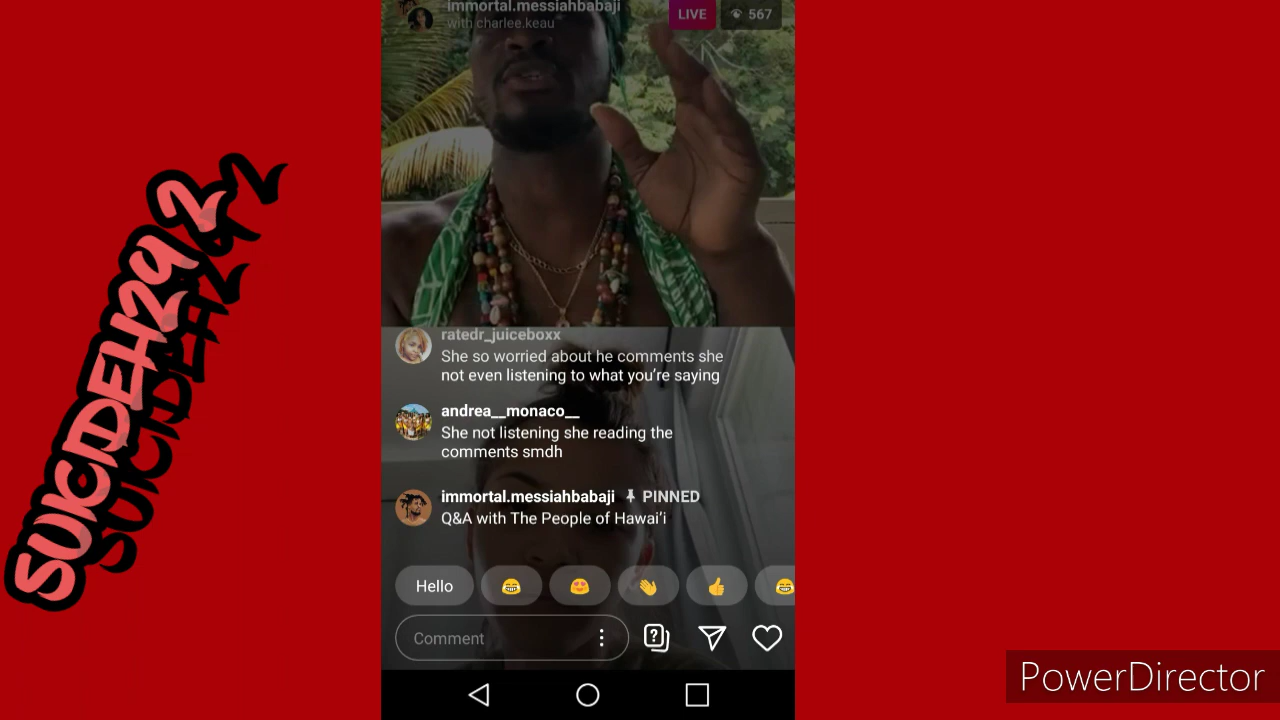 immortal.messiahbabaji
with charlee.keau
LIVE
567
ratedr_juiceboxx
She so worried about he comments she
not even listening to what you're saying
andrea__monaco__
She not listening she reading the
comments smdh
immortal.messiahbabaji PINNED
Q&A with The People of Hawai'i
Hello
Comment
SUICIDEH2922
PowerDirector